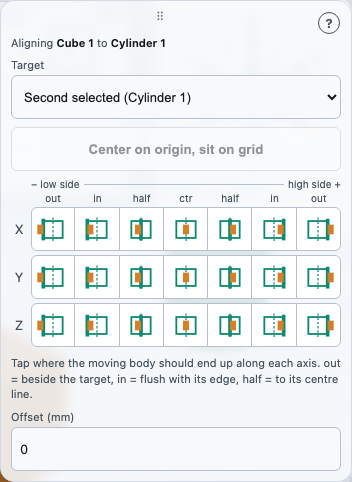 ?
Aligning Cube 1 to Cylinder 1
Target
Second selected (Cylinder 1)
Center on origin, sit on grid
– low side high side +
out in half ctr half in out
X
Y
Z
Tap where the moving body should end up along each axis. out
= beside the target, in = flush with its edge, half = to its centre
line.
Offset (mm)
0